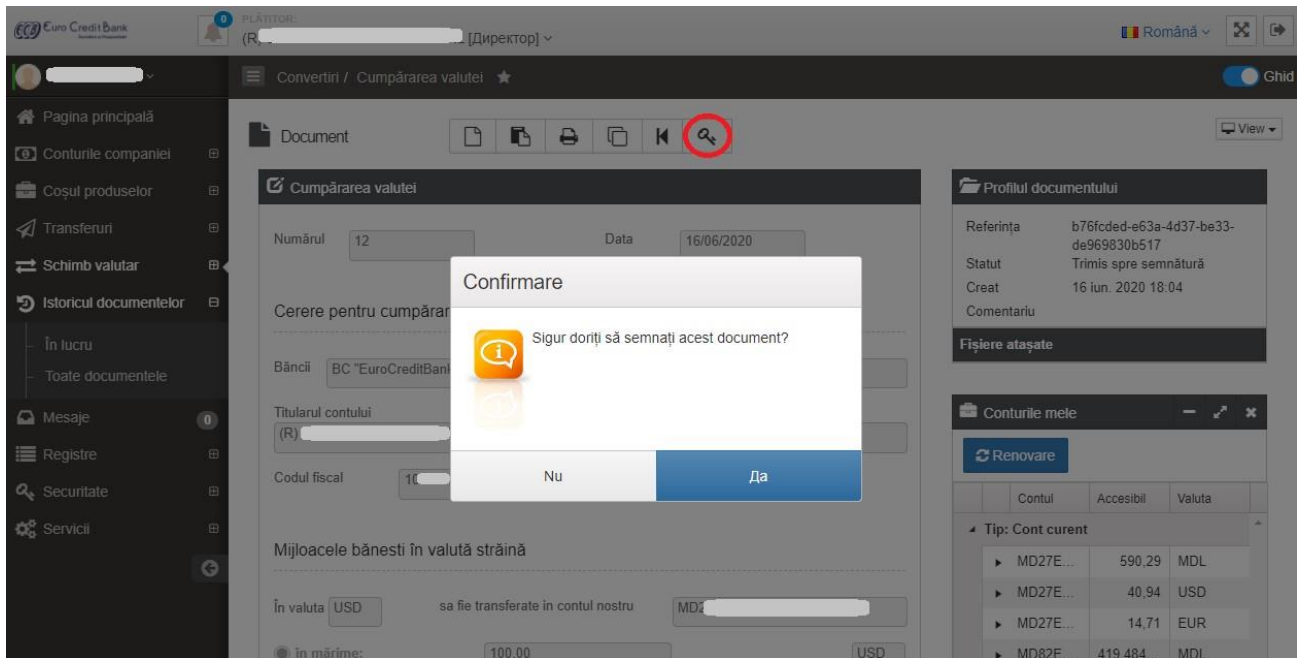 Euro Credit Bank
0
PLĂTITOR:
(R) [Директор]
Română
Convertiri / Cumpărarea valutei
Ghid
Pagina principală
Conturile companiei
Coșul produselor
Transferuri
Schimb valutar
Istoricul documentelor
În lucru
Toate documentele
Mesaje
0
Registre
Securitate
Servicii
Document
View
Cumpărarea valutei
Numărul
12
Data
16/06/2020
Cerere pentru cumpărar
Băncii
BC "EuroCreditBank
Titularul contului
(R)
Codul fiscal
10
Mijloacele bănesti în valută străină
În valuta USD sa fie transferate in contul nostru MD2
în mărime: 100.00 USD
Confirmare
Sigur doriți să semnați acest document?
Nu
Да
Profilul documentului
Referința b76fcded-e63a-4d37-be33-
de969830b517
Statut Trimis spre semnătură
Creat 16 iun. 2020 18:04
Comentariu
Fișiere atașate
Conturile mele
Renovare
Contul Accesibil Valuta
Tip: Cont curent
MD27E... 590,29 MDL
MD27E... 40,94 USD
MD27E... 14,71 EUR
MD82E 419 484 MDL